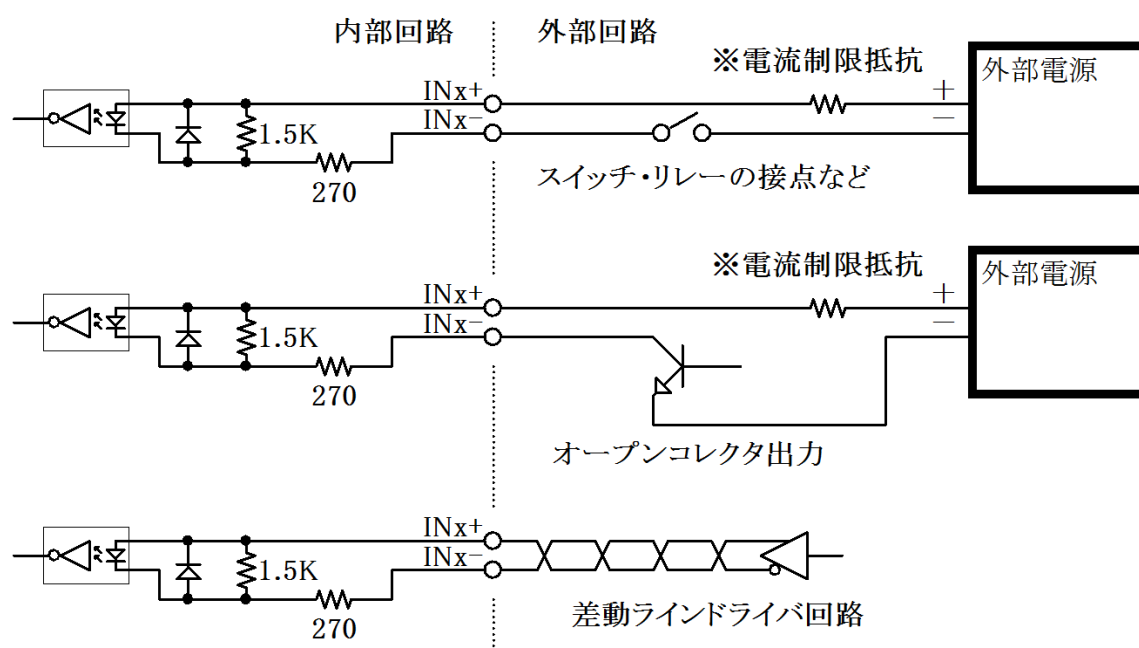 内部回路
外部回路
※電流制限抵抗
外部電源
INx+
+
INx−
−
1.5K
270
スイッチ・リレーの接点など
※電流制限抵抗
外部電源
INx+
+
INx−
−
1.5K
270
オープンコレクタ出力
INx+
INx−
1.5K
270
差動ラインドライバ回路